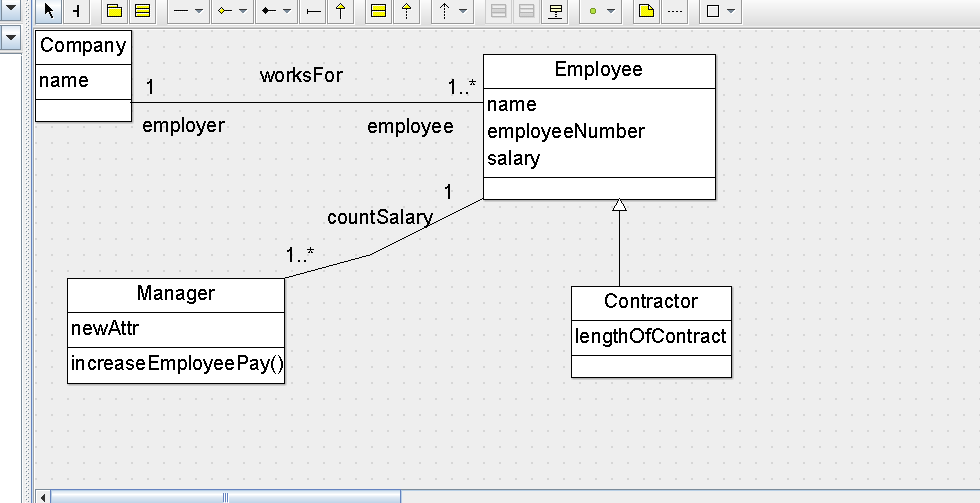 Company
name
1
worksFor
1..*
employer
employee
Employee
name
employeeNumber
salary
1
countSalary
1..*
Manager
newAttr
increaseEmployeePay()
Contractor
lengthOfContract